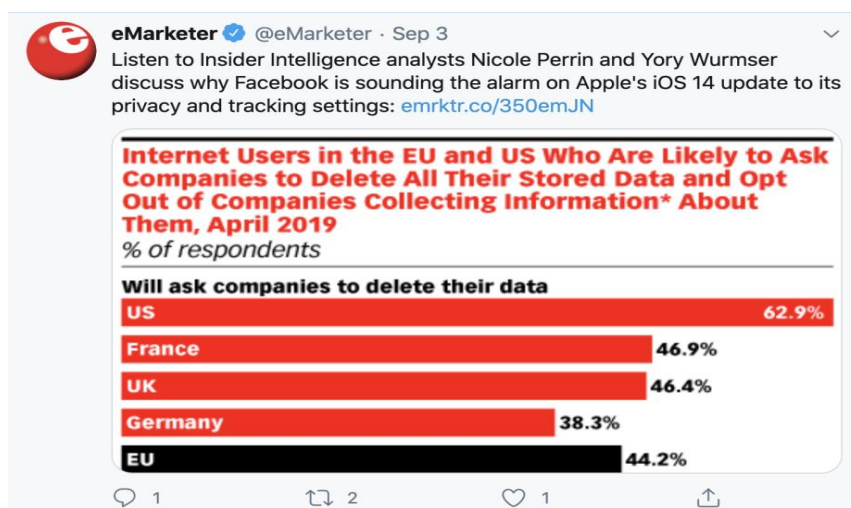 eMarketer @eMarketer · Sep 3
Listen to Insider Intelligence analysts Nicole Perrin and Yory Wurmser
discuss why Facebook is sounding the alarm on Apple's iOS 14 update to its
privacy and tracking settings: emrktr.co/350emJN
Internet Users in the EU and US Who Are Likely to Ask
Companies to Delete All Their Stored Data and Opt
Out of Companies Collecting Information* About
Them, April 2019
% of respondents
Will ask companies to delete their data
US 62.9%
France 46.9%
UK 46.4%
Germany 38.3%
EU 44.2%
1 2 1